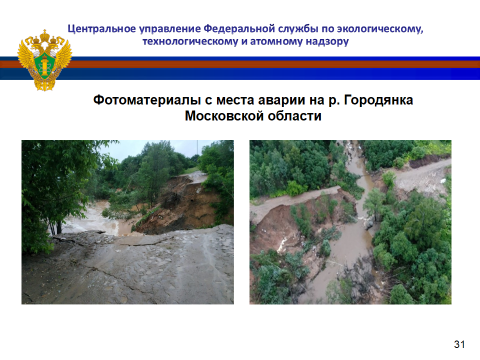 Центральное управление Федеральной службы по экологическому,
технологическому и атомному надзору
Фотоматериалы с места аварии на р. Городянка
Московской области
31